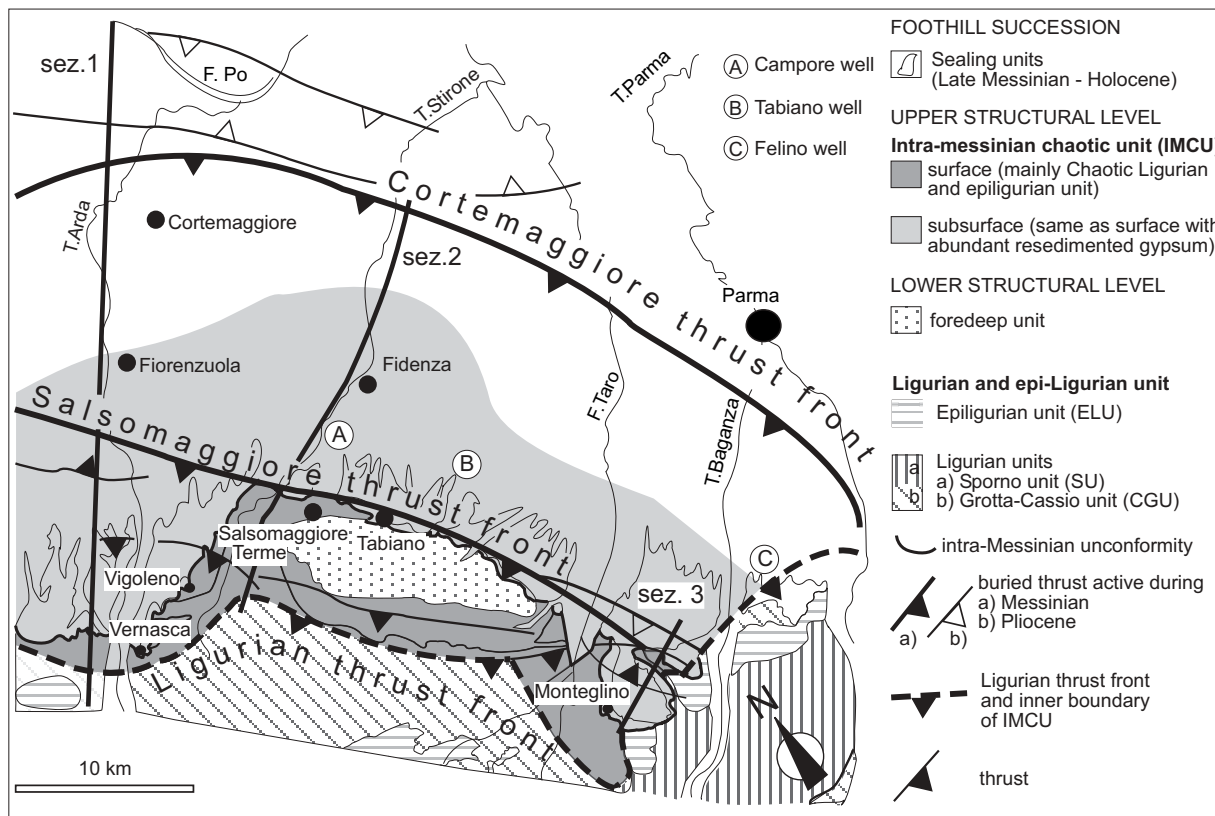 sez.1
F. Po
T.Stirone
T.Parma
A Campore well
B Tabiano well
C Felino well
T.Arda
Cortemaggiore
Cortemaggiore thrust front
sez.2
Parma
Fiorenzuola
Fidenza
F.Taro
T.Baganza
Salsomaggiore thrust front
A
B
C
Salsomaggiore
Terme
Tabiano
Vigoleno
Vernasca
sez. 3
Ligurian thrust front
Monteglino
N
10 km
FOOTHILL SUCCESSION
Sealing units
(Late Messinian - Holocene)
UPPER STRUCTURAL LEVEL
Intra-messinian chaotic unit (IMCU)
surface (mainly Chaotic Ligurian
and epiligurian unit)
subsurface (same as surface with
abundant resedimented gypsum)
LOWER STRUCTURAL LEVEL
foredeep unit
Ligurian and epi-Ligurian unit
Epiligurian unit (ELU)
a
b
Ligurian units
a) Sporno unit (SU)
b) Grotta-Cassio unit (CGU)
intra-Messinian unconformity
a)
b)
buried thrust active during
a) Messinian
b) Pliocene
Ligurian thrust front
and inner boundary
of IMCU
thrust